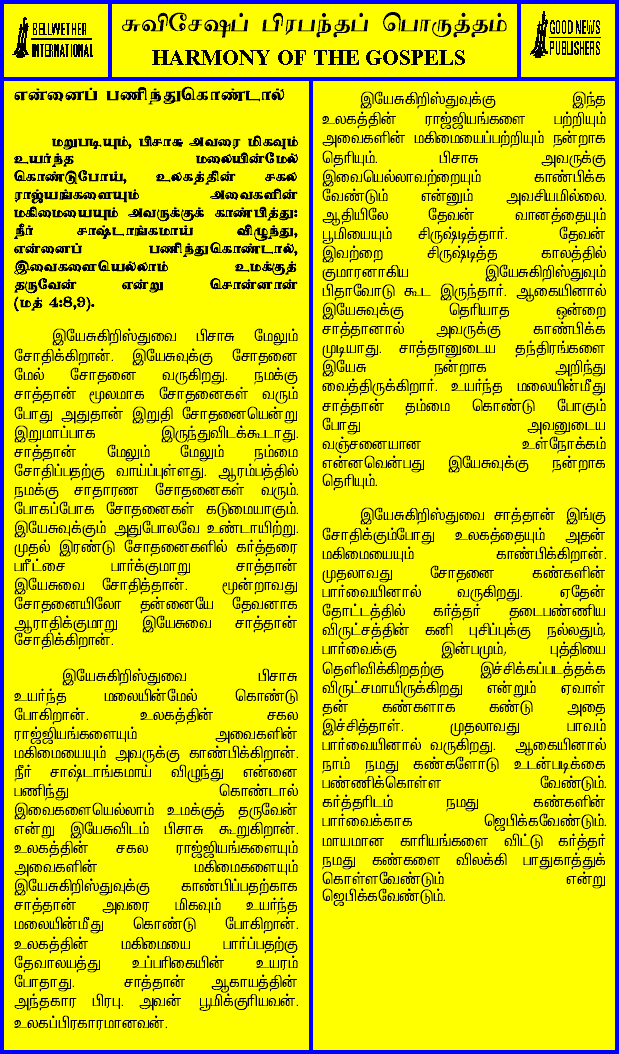 BELLWETHER
INTERNATIONAL
சுவிசேஷப் பிரபந்தப் பொருத்தம்
HARMONY OF THE GOSPELS
GOOD NEWS
PUBLISHERS
என்னைப் பணிந்துகொண்டால்
மறுபடியும், பிசாசு அவரை மிகவும்
உயர்ந்த மலையின்மேல்
கொண்டுபோய், உலகத்தின் சகல
ராஜ்யங்களையும் அவைகளின்
மகிமையையும் அவருக்குக் காண்பித்து:
நீர் சாஷ்டாங்கமாய் விழுந்து,
என்னைப் பணிந்துகொண்டால்,
இவைகளையெல்லாம் உமக்குத்
தருவேன் என்று சொன்னான்
(மத் 4:8,9).
இயேசுகிறிஸ்துவை பிசாசு மேலும்
சோதிக்கிறான். இயேசுவுக்கு சோதனை
மேல் சோதனை வருகிறது. நமக்கு
சாத்தான் மூலமாக சோதனைகள் வரும்
போது அதுதான் இறுதி சோதனையென்று
இறுமாப்பாக இருந்துவிடக்கூடாது.
சாத்தான் மேலும் மேலும் நம்மை
சோதிப்பதற்கு வாய்ப்புள்ளது. ஆரம்பத்தில்
நமக்கு சாதாரண சோதனைகள் வரும்.
போகப்போக சோதனைகள் கடுமையாகும்.
இயேசுவுக்கும் அதுபோலவே உண்டாயிற்று.
முதல் இரண்டு சோதனைகளில் கர்த்தரை
பரீட்சை பார்க்குமாறு சாத்தான்
இயேசுவை சோதித்தான். மூன்றாவது
சோதனையிலோ தன்னையே தேவனாக
ஆராதிக்குமாறு இயேசுவை சாத்தான்
சோதிக்கிறான்.
இயேசுகிறிஸ்துவை பிசாசு
உயர்ந்த மலையின்மேல் கொண்டு
போகிறான். உலகத்தின் சகல
ராஜ்ஜியங்களையும் அவைகளின்
மகிமையையும் அவருக்கு காண்பிக்கிறான்.
நீர் சாஷ்டாங்கமாய் விழுந்து என்னை
பணிந்து கொண்டால்
இவைகளையெல்லாம் உமக்குத் தருவேன்
என்று இயேசுவிடம் பிசாசு கூறுகிறான்.
உலகத்தின் சகல ராஜ்ஜியங்களையும்
அவைகளின் மகிமைகளையும்
இயேசுகிறிஸ்துவுக்கு காண்பிப்பதற்காக
சாத்தான் அவரை மிகவும் உயர்ந்த
மலையின்மீது கொண்டு போகிறான்.
உலகத்தின் மகிமையை பார்ப்பதற்கு
தேவாலயத்து உப்பரிகையின் உயரம்
போதாது. சாத்தான் ஆகாயத்தின்
அந்தகார பிரபு. அவன் பூமிக்குரியவன்.
உலகப்பிரகாரமானவன்.
இயேசுகிறிஸ்துவுக்கு இந்த
உலகத்தின் ராஜ்ஜியங்களை பற்றியும்
அவைகளின் மகிமையைப்பற்றியும் நன்றாக
தெரியும். பிசாசு அவருக்கு
இவையெல்லாவற்றையும் காண்பிக்க
வேண்டும் என்னும் அவசியமில்லை.
ஆதியிலே தேவன் வானத்தையும்
பூமியையும் சிருஷ்டித்தார். தேவன்
இவற்றை சிருஷ்டித்த காலத்தில்
குமாரனாகிய இயேசுகிறிஸ்துவும்
பிதாவோடு கூட இருந்தார். ஆகையினால்
இயேசுவுக்கு தெரியாத ஒன்றை
சாத்தானால் அவருக்கு காண்பிக்க
முடியாது. சாத்தானுடைய தந்திரங்களை
இயேசு நன்றாக அறிந்து
வைத்திருக்கிறார். உயர்ந்த மலையின்மீது
சாத்தான் தம்மை கொண்டு போகும்
போது அவனுடைய
வஞ்சனையான உள்நோக்கம்
என்னவென்பது இயேசுவுக்கு நன்றாக
தெரியும்.
இயேசுகிறிஸ்துவை சாத்தான் இங்கு
சோதிக்கும்போது உலகத்தையும் அதன்
மகிமையையும் காண்பிக்கிறான்.
முதலாவது சோதனை கண்களின்
பார்வையினால் வருகிறது. ஏதேன்
தோட்டத்தில் கர்த்தர் தடைபண்ணிய
விருட்சத்தின் கனி புசிப்புக்கு நல்லதும்,
பார்வைக்கு இன்பமும், புத்தியை
தெளிவிக்கிறதற்கு இச்சிக்கப்படத்தக்க
விருட்சமாயிருக்கிறது என்றும் ஏவாள்
தன் கண்களாக கண்டு அதை
இச்சித்தாள். முதலாவது பாவம்
பார்வையினால் வருகிறது. ஆகையினால்
நாம் நமது கண்களோடு உடன்படிக்கை
பண்ணிக்கொள்ள வேண்டும்.
கர்த்தரிடம் நமது கண்களின்
பார்வைக்காக ஜெபிக்கவேண்டும்.
மாயமான காரியங்களை விட்டு கர்த்தர்
நமது கண்களை விலக்கி பாதுகாத்துக்
கொள்ளவேண்டும் என்று
ஜெபிக்கவேண்டும்.